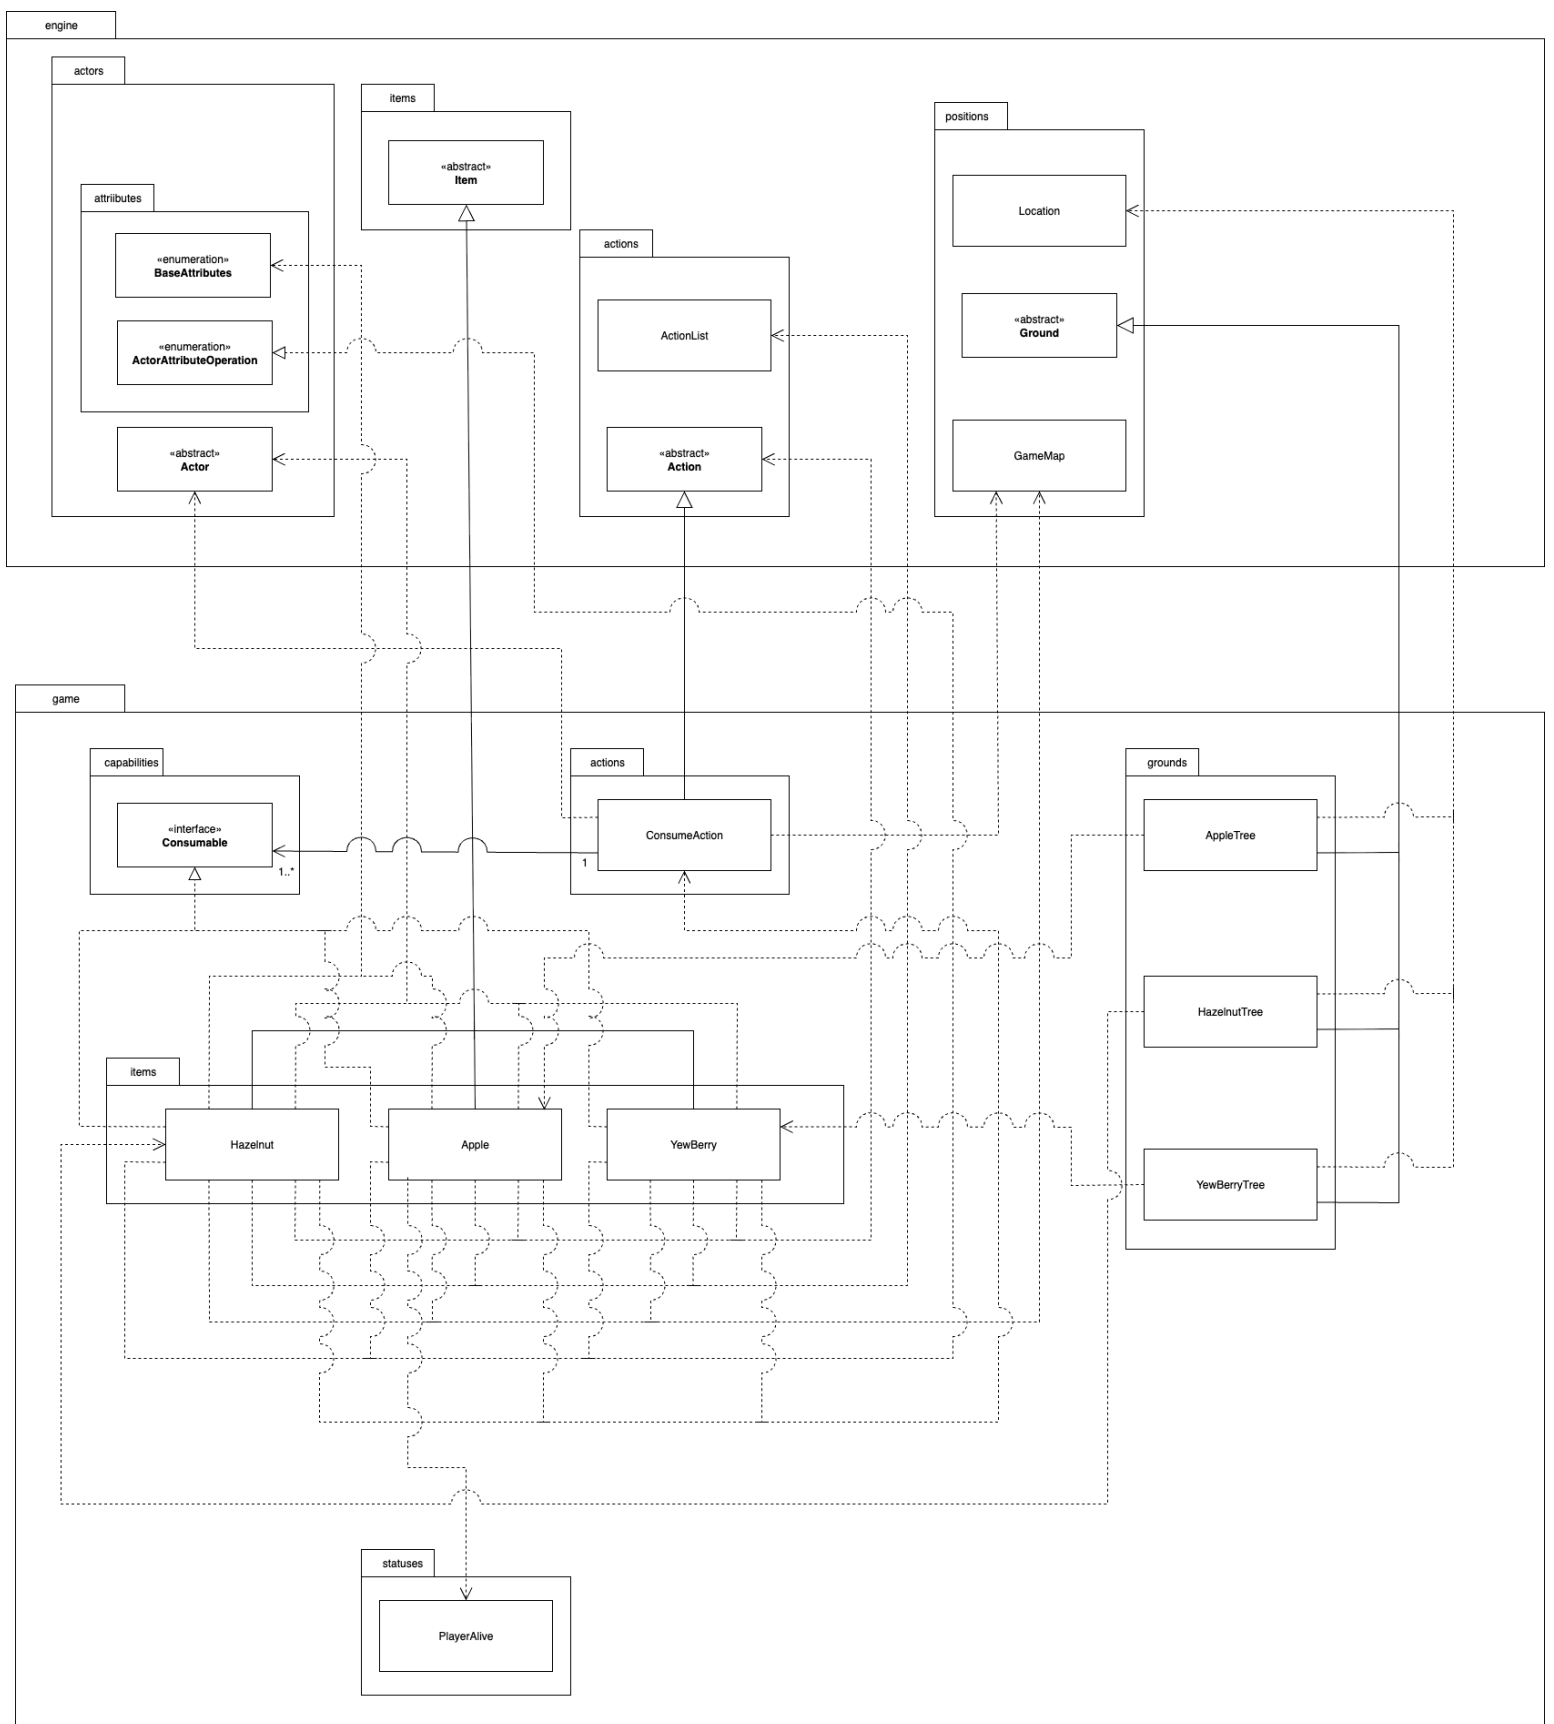 engine
actors
items
positions
«abstract»
Item
attriibutes
Location
«enumeration»
BaseAttributes
actions
«enumeration»
ActorAttributeOperation
ActionList
«abstract»
Ground
«abstract»
Actor
«abstract»
Action
GameMap
game
capabilities
actions
grounds
«interface»
Consumable
ConsumeAction
AppleTree
1..*
1
HazelnutTree
items
Hazelnut
Apple
YewBerry
YewBerryTree
statuses
PlayerAlive